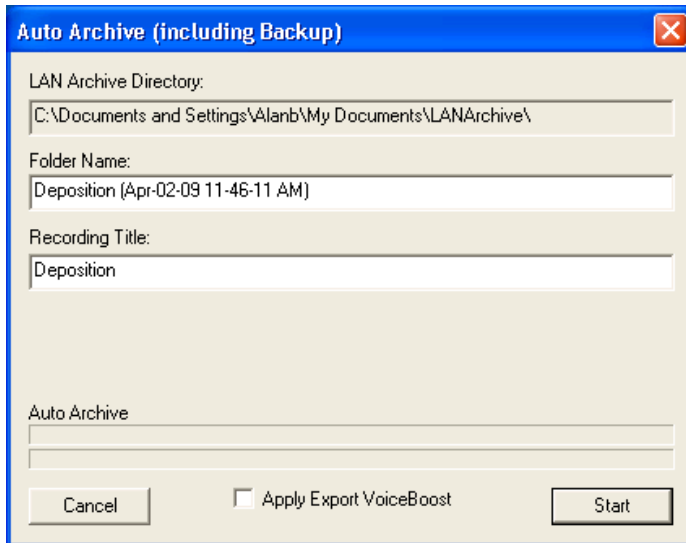 Auto Archive (including Backup)
LAN Archive Directory:
C:\Documents and Settings\Alanb\My Documents\LANArchive\
Folder Name:
Deposition (Apr-02-09 11-46-11 AM)
Recording Title:
Deposition
Auto Archive
Cancel
Apply Export VoiceBoost
Start